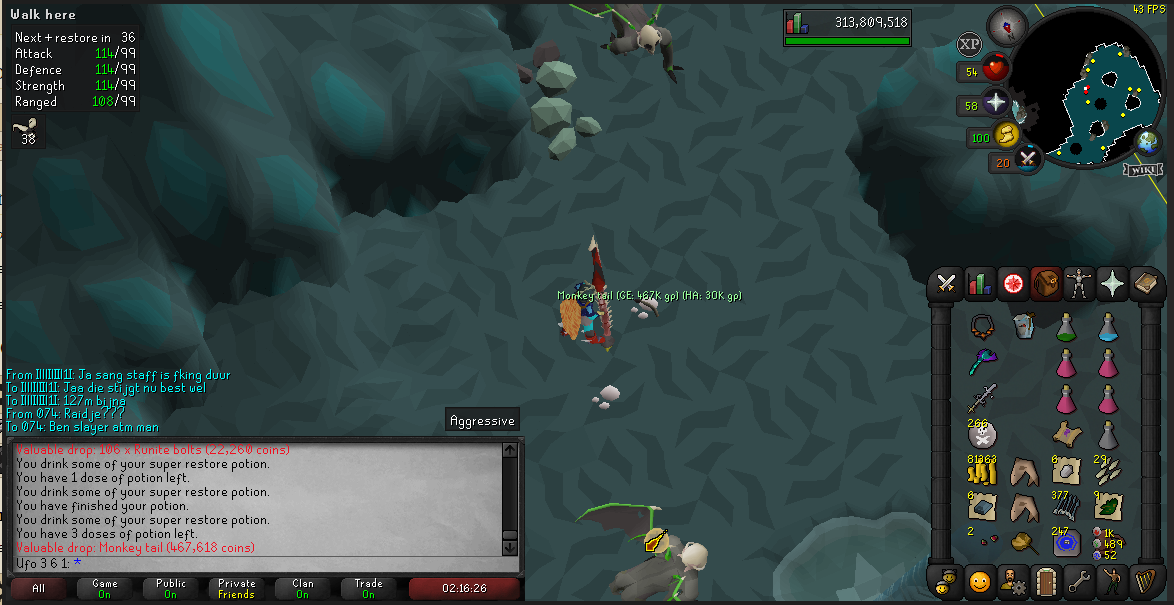 Walk here
43 FPS
Next + restore in 36
Attack 114/99
Defence 114/99
Strength 114/99
Ranged 108/99
38
313,809,518
XP
54
58
100
20
WIKI
Monkey tail (GE: 467K gp) (HA: 30K gp)
From IlIlIlIl1I: Ja sang staff is fking duur
To IlIlIlIl1I: Jaa die stijgt nu best wel
To IlIlIlIl1I: 127m bijna
From 074: Raid je???
To 074: Ben slayer atm man
Aggressive
Valuable drop: 106 x Runite bolts (22,260 coins)
You drink some of your super restore potion.
You have 1 dose of potion left.
You drink some of your super restore potion.
You have finished your potion.
You drink some of your super restore potion.
You have 3 doses of potion left.
Valuable drop: Monkey tail (467,618 coins)
Ufo 3 6 1: *
All
Game On
Public On
Private Friends
Clan On
Trade On
02:16:26
266
81363
6
29
6
377
9
2
247
1K
489
52